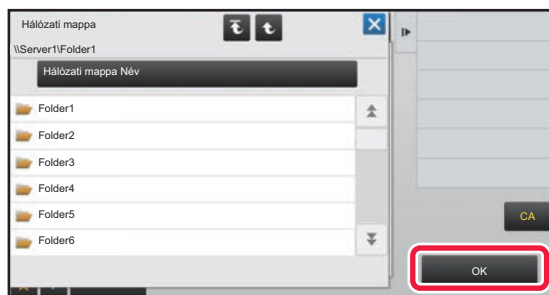 Hálózati mappa
\\Server1\Folder1
Hálózati mappa Név
Folder1
Folder2
Folder3
Folder4
Folder5
Folder6
CA
OK